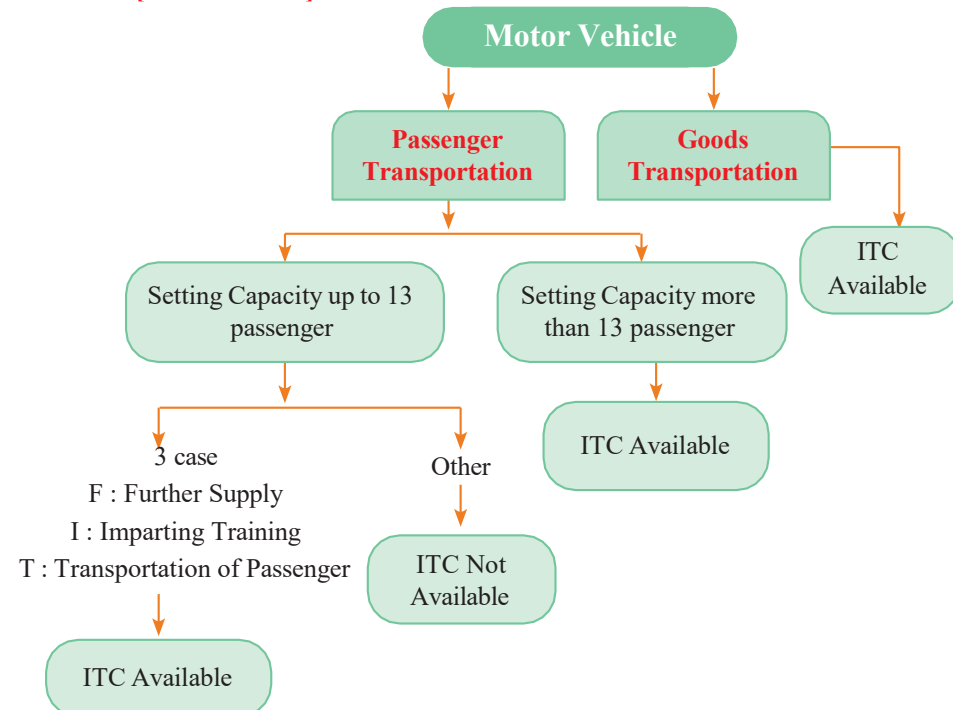 Motor Vehicle
Passenger
Transportation
Goods
Transportation
ITC
Available
Setting Capacity up to 13
passenger
Setting Capacity more
than 13 passenger
ITC Available
3 case
F : Further Supply
I : Imparting Training
T : Transportation of Passenger
Other
ITC Not
Available
ITC Available